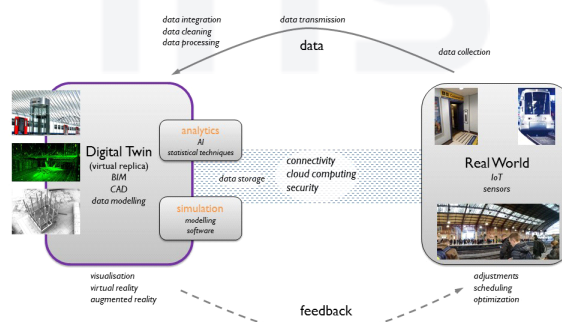 data integration
data cleaning
data processing
data transmission
data
data collection
Digital Twin
(virtual replica)
BIM
CAD
data modelling
analytics
AI
statistical techniques
data storage
connectivity
cloud computing
security
simulation
modelling
software
Real World
IoT
sensors
visualisation
virtual reality
augmented reality
feedback
adjustments
scheduling
optimization